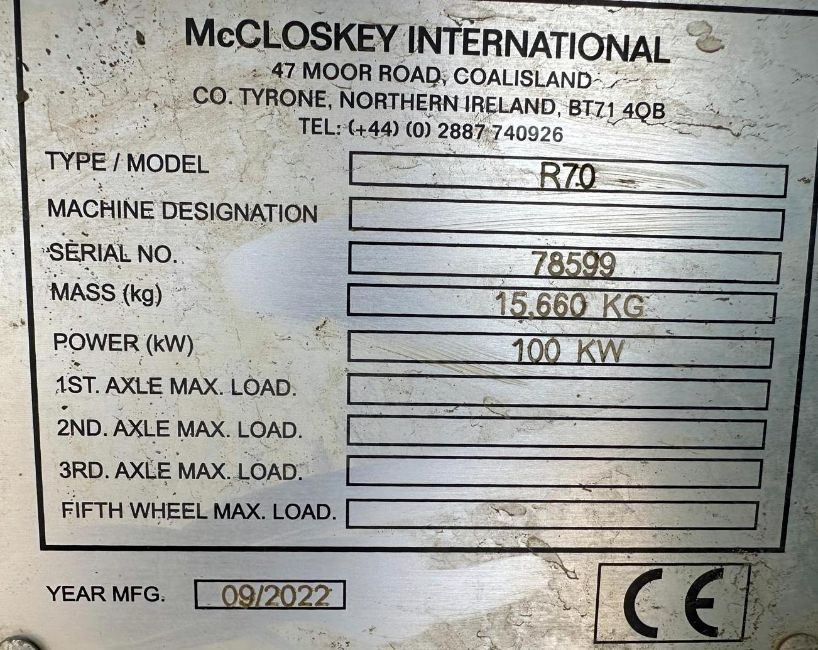 McCLOSKEY INTERNATIONAL
47 MOOR ROAD, COALISLAND
CO. TYRONE, NORTHERN IRELAND, BT71 4QB
TEL: (+44) (0) 2887 740926
TYPE / MODEL R70
MACHINE DESIGNATION
SERIAL NO. 78599
MASS (kg) 15,660 KG
POWER (kW) 100 KW
1ST. AXLE MAX. LOAD.
2ND. AXLE MAX. LOAD.
3RD. AXLE MAX. LOAD.
FIFTH WHEEL MAX. LOAD.
YEAR MFG. 09/2022
CE